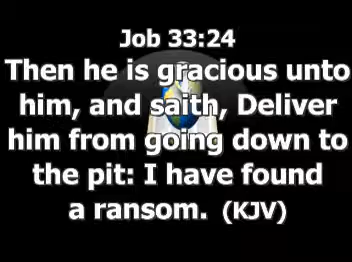 Job 33:24
Then he is gracious unto
him, and saith, Deliver
him from going down to
the pit: I have found
a ransom. (KJV)